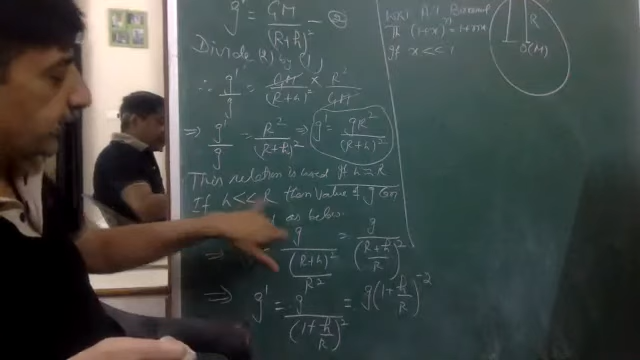 g' = GM / (R+h)² — ②
Divide (2) by (1)
∴ g'/g = GM/(R+h)² × R²/GM
⇒ g'/g = R²/(R+h)² ⇒ g' = gR²/(R+h)²
This relation is used if h = R
If h << R then value of g
as below.
⇒ = g / ((R+h)²/R²) = g / ((R+h)/R)²
⇒ g' = g / (1+h/R)² = g(1+h/R)⁻²
(1+x)ⁿ = 1+nx
If x << 1
R
O(M)